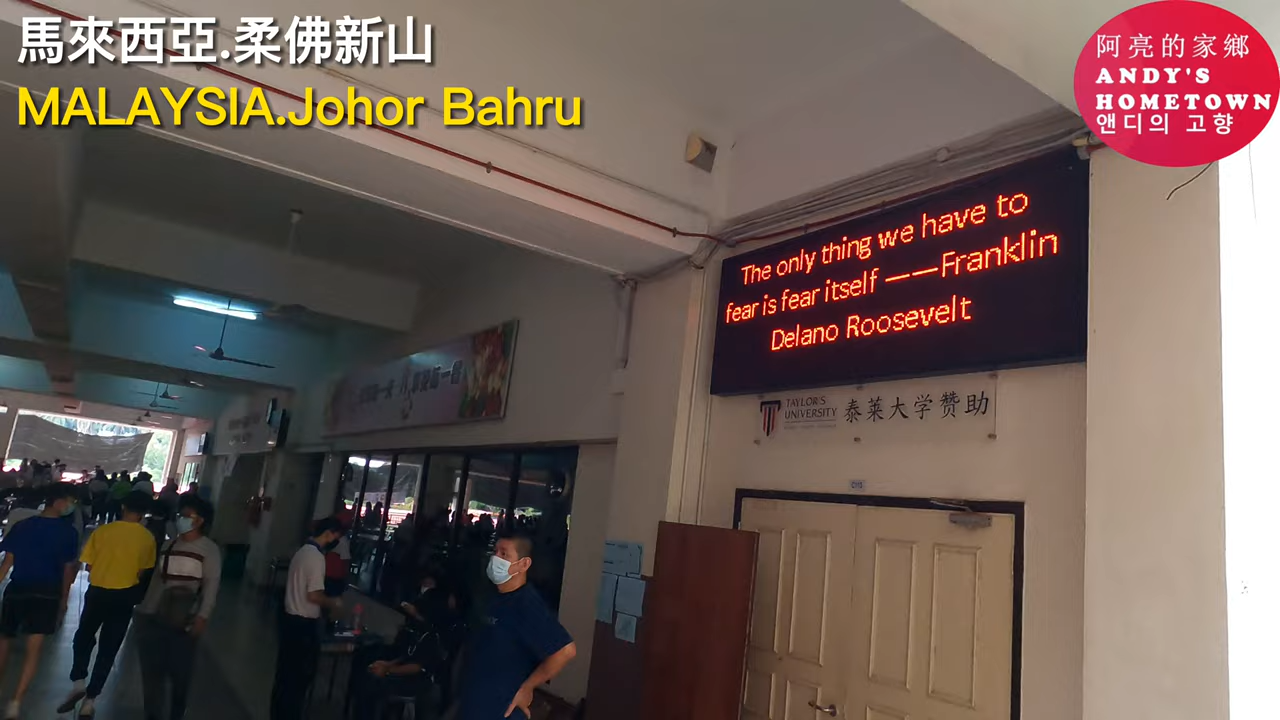 馬來西亞.柔佛新山
MALAYSIA.Johor Bahru
阿亮的家鄉
ANDY'S
HOMETOWN
앤디의 고향
The only thing we have to
fear is fear itself ——Franklin
Delano Roosevelt
TAYLOR'S
UNIVERSITY
泰莱大学赞助